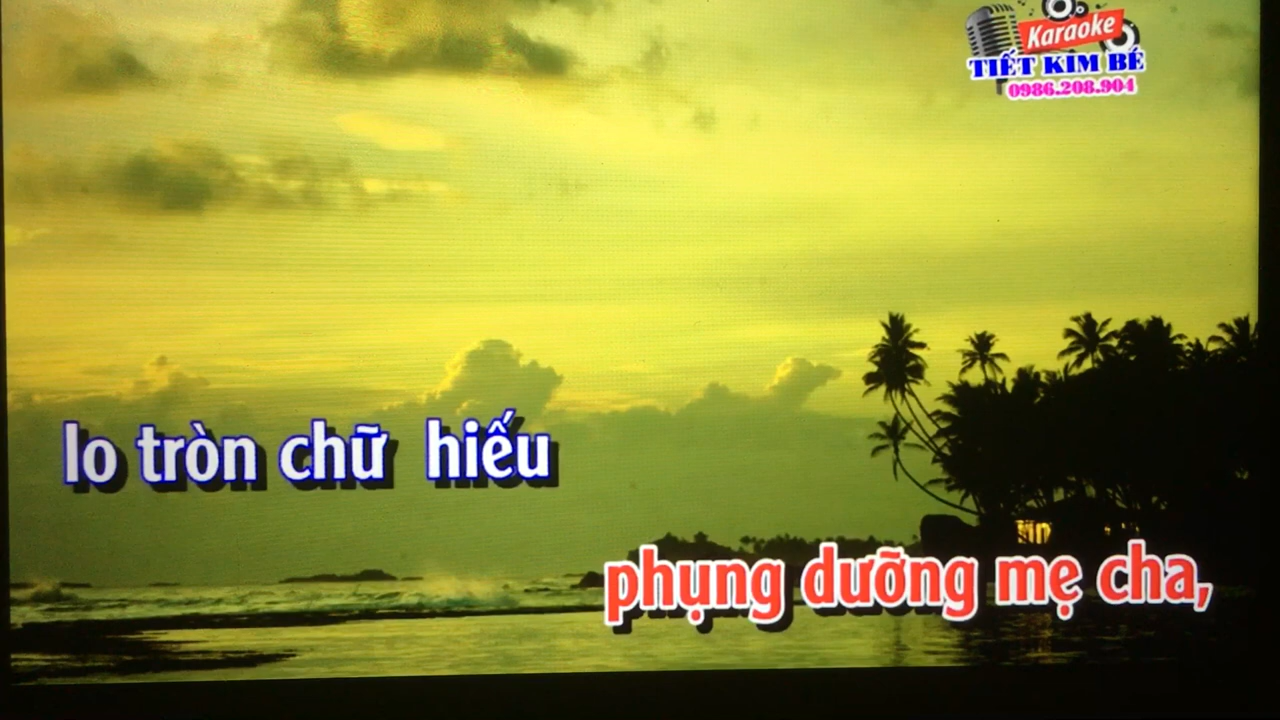 Karaoke
TIẾT KIM BÉ
0986.208.904
lo tròn chữ hiếu
phụng dưỡng mẹ cha,